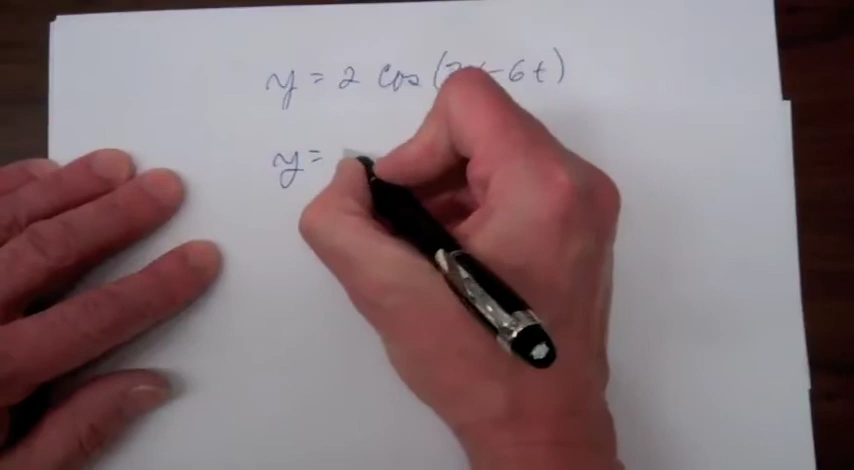 y = 2 cos( - 6t)
y =